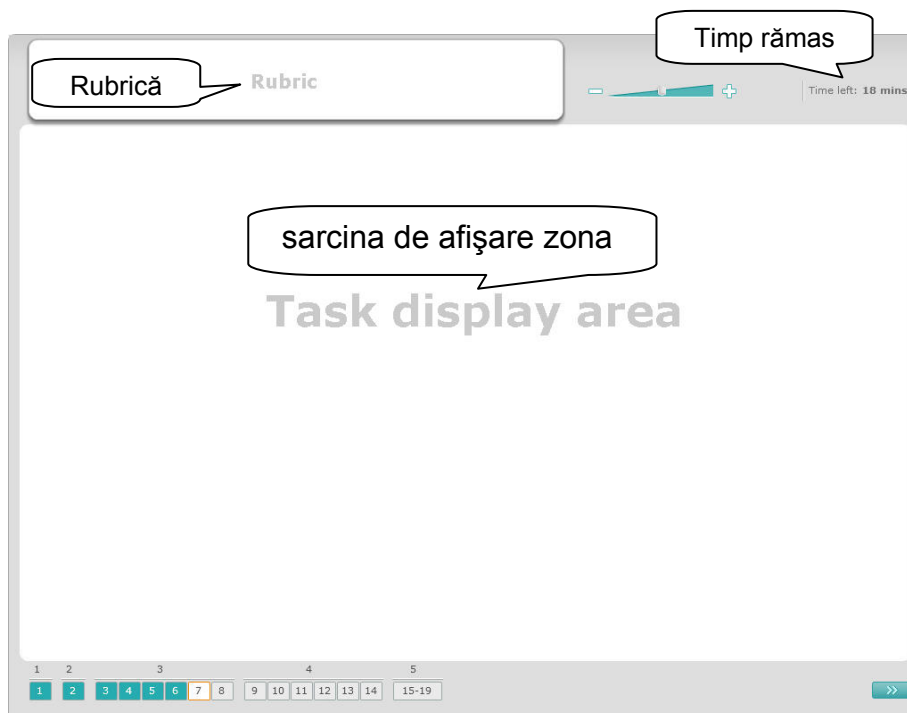 Timp rămas
Rubrică
Rubric
Time left: 18 mins
sarcina de afişare zona
Task display area
1 2 3 4 5
1 2 3 4 5 6 7 8 9 10 11 12 13 14 15-19